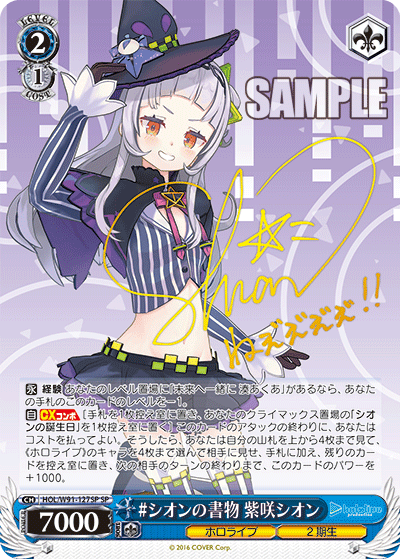 LEVEL
2
1
COST
SAMPLE
Shion
ねぞぞぞぞ!!
永 経験 あなたのレベル置場に「未来へ一緒に 湊あくあ」があるなら、あなたの手札のこのカードのレベルを-1。
自 CXコンボ [手札を1枚控え室に置き、あなたのクライマックス置場の「シオンの誕生日」を1枚控え室に置く] このカードのアタックの終わりに、あなたはコストを払ってよい。そうしたら、あなたは自分の山札を上から4枚まで見て、《ホロライブ》のキャラを4枚まで選んで相手に見せ、手札に加え、残りのカードを控え室に置き、次の相手のターンの終わりまで、このカードのパワーを+1000。
CH HOL/W91-127SP SP
7000
#シオンの書物 紫咲シオン
hololive
production
ホロライブ
2期生
© 2016 COVER Corp.